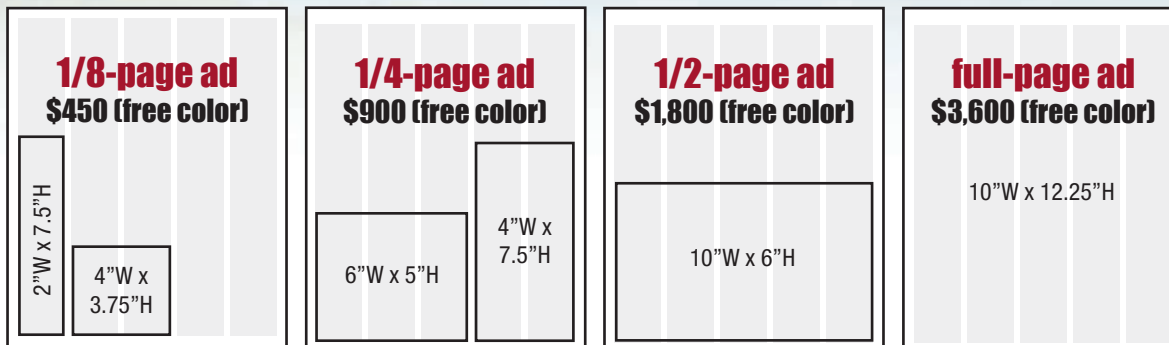 1/8-page ad
$450 (free color)
2”W x 7.5”H
4”W x
3.75”H
1/4-page ad
$900 (free color)
6”W x 5”H
4”W x
7.5”H
1/2-page ad
$1,800 (free color)
10”W x 6”H
full-page ad
$3,600 (free color)
10”W x 12.25”H